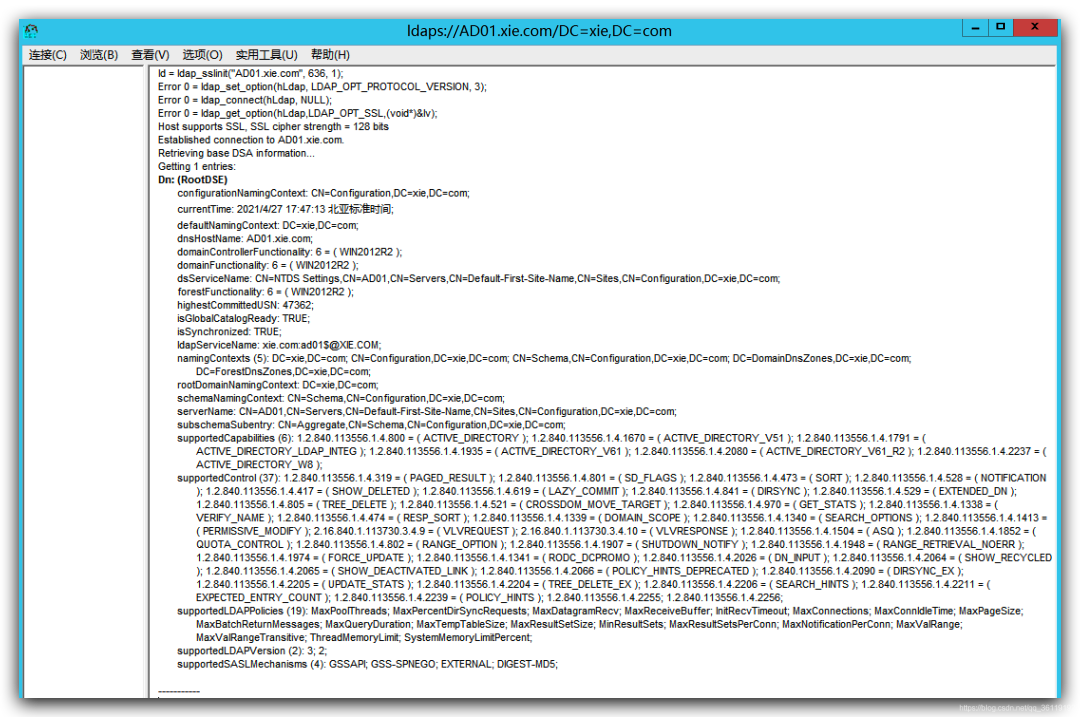 ldaps://AD01.xie.com/DC=xie,DC=com
连接(C) 浏览(B) 查看(V) 选项(O) 实用工具(U) 帮助(H)
ld = ldap_sslinit("AD01.xie.com", 636, 1);
Error 0 = ldap_set_option(hLdap, LDAP_OPT_PROTOCOL_VERSION, 3);
Error 0 = ldap_connect(hLdap, NULL);
Error 0 = ldap_get_option(hLdap,LDAP_OPT_SSL,(void*)&lv);
Host supports SSL, SSL cipher strength = 128 bits
Established connection to AD01.xie.com.
Retrieving base DSA information...
Getting 1 entries:
Dn: (RootDSE)
configurationNamingContext: CN=Configuration,DC=xie,DC=com;
currentTime: 2021/4/27 17:47:13 北亚标准时间;
defaultNamingContext: DC=xie,DC=com;
dnsHostName: AD01.xie.com;
domainControllerFunctionality: 6 = ( WIN2012R2 );
domainFunctionality: 6 = ( WIN2012R2 );
dsServiceName: CN=NTDS Settings,CN=AD01,CN=Servers,CN=Default-First-Site-Name,CN=Sites,CN=Configuration,DC=xie,DC=com;
forestFunctionality: 6 = ( WIN2012R2 );
highestCommittedUSN: 47362;
isGlobalCatalogReady: TRUE;
isSynchronized: TRUE;
ldapServiceName: xie.com:ad01$@XIE.COM;
namingContexts (5): DC=xie,DC=com; CN=Configuration,DC=xie,DC=com; CN=Schema,CN=Configuration,DC=xie,DC=com; DC=DomainDnsZones,DC=xie,DC=com;
DC=ForestDnsZones,DC=xie,DC=com;
rootDomainNamingContext: DC=xie,DC=com;
schemaNamingContext: CN=Schema,CN=Configuration,DC=xie,DC=com;
serverName: CN=AD01,CN=Servers,CN=Default-First-Site-Name,CN=Sites,CN=Configuration,DC=xie,DC=com;
subschemaSubentry: CN=Aggregate,CN=Schema,CN=Configuration,DC=xie,DC=com;
supportedCapabilities (6): 1.2.840.113556.1.4.800 = ( ACTIVE_DIRECTORY ); 1.2.840.113556.1.4.1670 = ( ACTIVE_DIRECTORY_V51 ); 1.2.840.113556.1.4.1791 = (
ACTIVE_DIRECTORY_LDAP_INTEG ); 1.2.840.113556.1.4.1935 = ( ACTIVE_DIRECTORY_V61 ); 1.2.840.113556.1.4.2080 = ( ACTIVE_DIRECTORY_V61_R2 ); 1.2.840.113556.1.4.2237 = (
ACTIVE_DIRECTORY_W8 );
supportedControl (37): 1.2.840.113556.1.4.319 = ( PAGED_RESULT ); 1.2.840.113556.1.4.801 = ( SD_FLAGS ); 1.2.840.113556.1.4.473 = ( SORT ); 1.2.840.113556.1.4.528 = ( NOTIFICATION
); 1.2.840.113556.1.4.417 = ( SHOW_DELETED ); 1.2.840.113556.1.4.619 = ( LAZY_COMMIT ); 1.2.840.113556.1.4.841 = ( DIRSYNC ); 1.2.840.113556.1.4.529 = ( EXTENDED_DN );
1.2.840.113556.1.4.805 = ( TREE_DELETE ); 1.2.840.113556.1.4.521 = ( CROSSDOM_MOVE_TARGET ); 1.2.840.113556.1.4.970 = ( GET_STATS ); 1.2.840.113556.1.4.1338 = (
VERIFY_NAME ); 1.2.840.113556.1.4.474 = ( RESP_SORT ); 1.2.840.113556.1.4.1339 = ( DOMAIN_SCOPE ); 1.2.840.113556.1.4.1340 = ( SEARCH_OPTIONS ); 1.2.840.113556.1.4.1413 =
( PERMISSIVE_MODIFY ); 2.16.840.1.113730.3.4.9 = ( VLVREQUEST ); 2.16.840.1.113730.3.4.10 = ( VLVRESPONSE ); 1.2.840.113556.1.4.1504 = ( ASQ ); 1.2.840.113556.1.4.1852 = (
QUOTA_CONTROL ); 1.2.840.113556.1.4.802 = ( RANGE_OPTION ); 1.2.840.113556.1.4.1907 = ( SHUTDOWN_NOTIFY ); 1.2.840.113556.1.4.1948 = ( RANGE_RETRIEVAL_NOERR );
1.2.840.113556.1.4.1974 = ( FORCE_UPDATE ); 1.2.840.113556.1.4.1341 = ( RODC_DCPROMO ); 1.2.840.113556.1.4.2026 = ( DN_INPUT ); 1.2.840.113556.1.4.2064 = ( SHOW_RECYCLED
); 1.2.840.113556.1.4.2065 = ( SHOW_DEACTIVATED_LINK ); 1.2.840.113556.1.4.2066 = ( POLICY_HINTS_DEPRECATED ); 1.2.840.113556.1.4.2090 = ( DIRSYNC_EX );
1.2.840.113556.1.4.2205 = ( UPDATE_STATS ); 1.2.840.113556.1.4.2204 = ( TREE_DELETE_EX ); 1.2.840.113556.1.4.2206 = ( SEARCH_HINTS ); 1.2.840.113556.1.4.2211 = (
EXPECTED_ENTRY_COUNT ); 1.2.840.113556.1.4.2239 = ( POLICY_HINTS ); 1.2.840.113556.1.4.2255; 1.2.840.113556.1.4.2256;
supportedLDAPPolicies (19): MaxPoolThreads; MaxPercentDirSyncRequests; MaxDatagramRecv; MaxReceiveBuffer; InitRecvTimeout; MaxConnections; MaxConnIdleTime; MaxPageSize;
MaxBatchReturnMessages; MaxQueryDuration; MaxTempTableSize; MaxResultSetSize; MinResultSets; MaxResultSetsPerConn; MaxNotificationPerConn; MaxValRange;
MaxValRangeTransitive; ThreadMemoryLimit; SystemMemoryLimitPercent;
supportedLDAPVersion (2): 3; 2;
supportedSASLMechanisms (4): GSSAPI; GSS-SPNEGO; EXTERNAL; DIGEST-MD5;
-----------